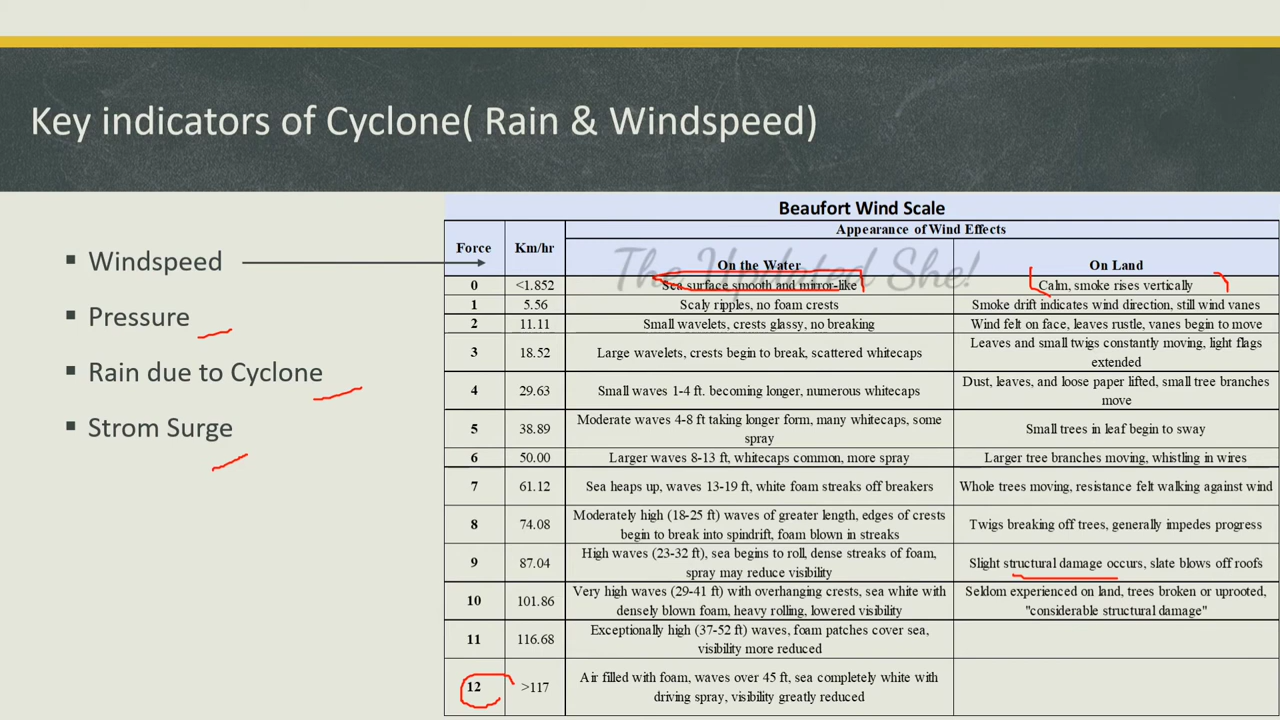 Key indicators of Cyclone( Rain & Windspeed)
▪ Windspeed
▪ Pressure
▪ Rain due to Cyclone
▪ Strom Surge
Beaufort Wind Scale
Force Km/hr Appearance of Wind Effects
On the Water On Land
The Updated She!
0 <1.852 Sea surface smooth and mirror-like Calm, smoke rises vertically
1 5.56 Scaly ripples, no foam crests Smoke drift indicates wind direction, still wind vanes
2 11.11 Small wavelets, crests glassy, no breaking Wind felt on face, leaves rustle, vanes begin to move
3 18.52 Large wavelets, crests begin to break, scattered whitecaps Leaves and small twigs constantly moving, light flags
extended
4 29.63 Small waves 1-4 ft. becoming longer, numerous whitecaps Dust, leaves, and loose paper lifted, small tree branches
move
5 38.89 Moderate waves 4-8 ft taking longer form, many whitecaps, some
spray Small trees in leaf begin to sway
6 50.00 Larger waves 8-13 ft, whitecaps common, more spray Larger tree branches moving, whistling in wires
7 61.12 Sea heaps up, waves 13-19 ft, white foam streaks off breakers Whole trees moving, resistance felt walking against wind
8 74.08 Moderately high (18-25 ft) waves of greater length, edges of crests
begin to break into spindrift, foam blown in streaks Twigs breaking off trees, generally impedes progress
9 87.04 High waves (23-32 ft), sea begins to roll, dense streaks of foam,
spray may reduce visibility Slight structural damage occurs, slate blows off roofs
10 101.86 Very high waves (29-41 ft) with overhanging crests, sea white with
densely blown foam, heavy rolling, lowered visibility Seldom experienced on land, trees broken or uprooted,
"considerable structural damage"
11 116.68 Exceptionally high (37-52 ft) waves, foam patches cover sea,
visibility more reduced
12 >117 Air filled with foam, waves over 45 ft, sea completely white with
driving spray, visibility greatly reduced